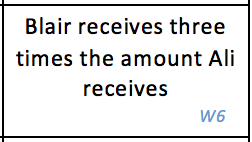 Blair receives three
times the amount Ali
receives
W6